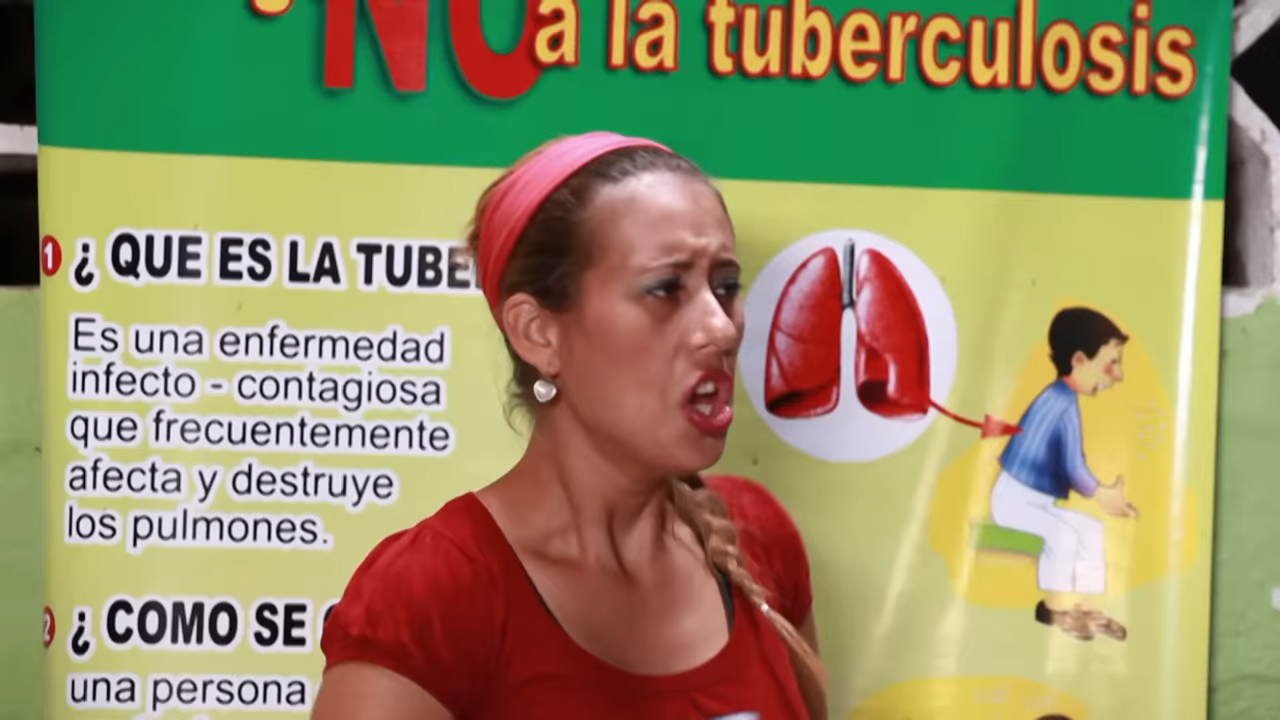 NO a la tuberculosis
1 ¿ QUE ES LA TUBE
Es una enfermedad
infecto - contagiosa
que frecuentemente
afecta y destruye
los pulmones.
2 ¿ COMO SE
una persona